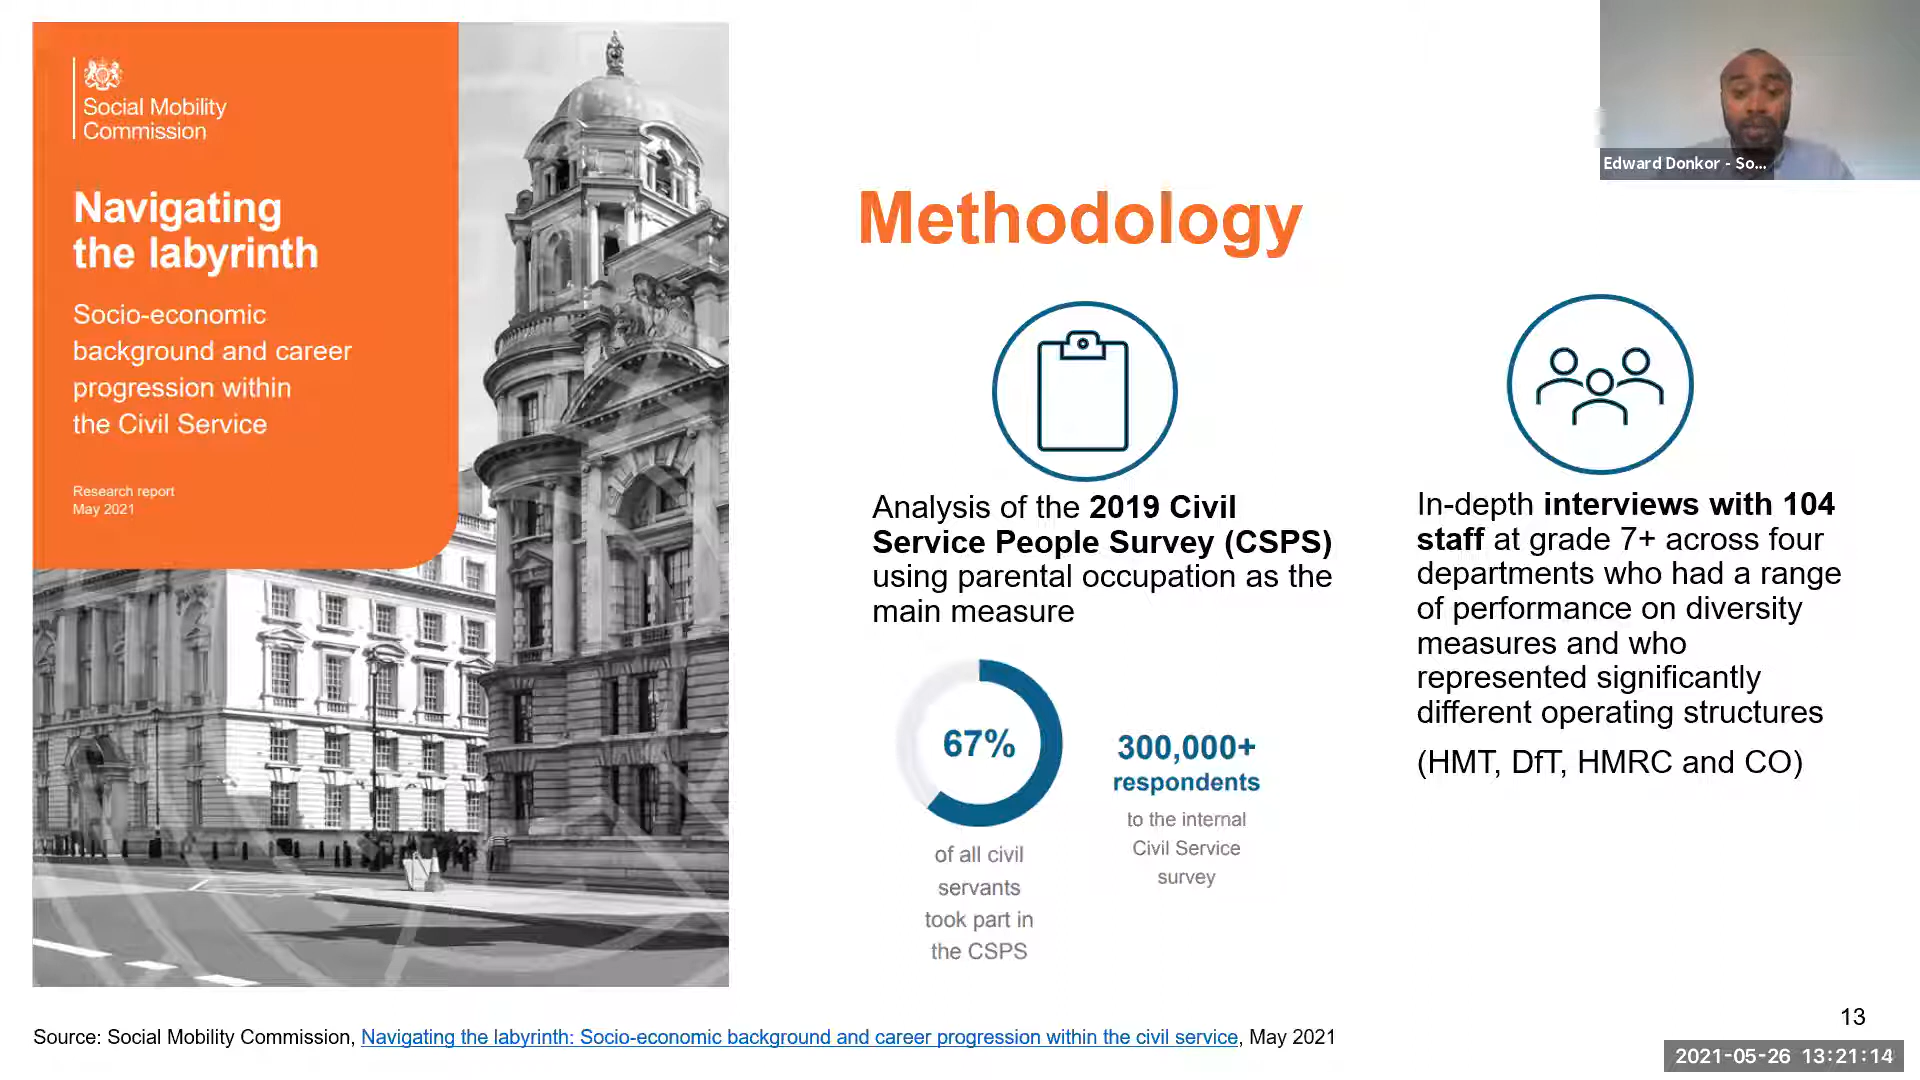 Social Mobility
Commission
Navigating
the labyrinth
Socio-economic
background and career
progression within
the Civil Service
Research report
May 2021
Methodology
Analysis of the 2019 Civil
Service People Survey (CSPS)
using parental occupation as the
main measure
67%
of all civil
servants
took part in
the CSPS
300,000+
respondents
to the internal
Civil Service
survey
In-depth interviews with 104
staff at grade 7+ across four
departments who had a range
of performance on diversity
measures and who
represented significantly
different operating structures
(HMT, DfT, HMRC and CO)
Edward Donkor - So...
Source: Social Mobility Commission, Navigating the labyrinth: Socio-economic background and career progression within the civil service, May 2021
13
2021-05-26 13:21:14